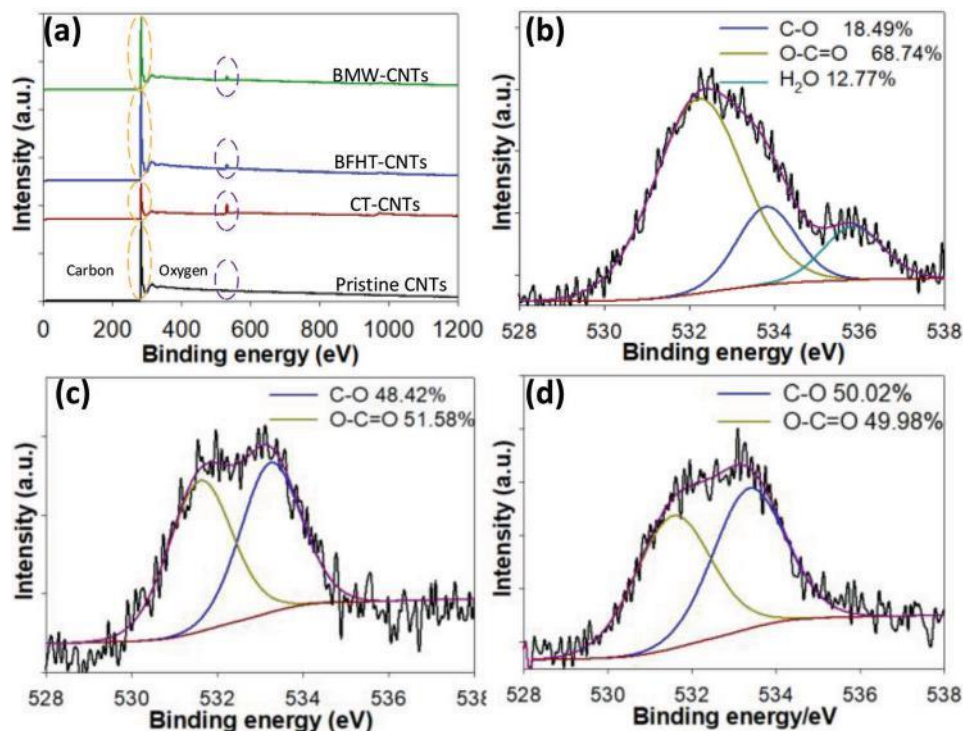 (a)
Intensity (a.u.)
BMW-CNTs
BFHT-CNTs
CT-CNTs
Carbon Oxygen
Pristine CNTs
0 200 400 600 800 1000 1200
Binding energy (eV)
(b)
C-O 18.49%
O-C=O 68.74%
H₂O 12.77%
Intensity (a.u.)
528 530 532 534 536 538
Binding energy (eV)
(c)
C-O 48.42%
O-C=O 51.58%
Intensity (a.u.)
528 530 532 534 536 538
Binding energy (eV)
(d)
C-O 50.02%
O-C=O 49.98%
Intensity (a.u.)
528 530 532 534 536 538
Binding energy/eV